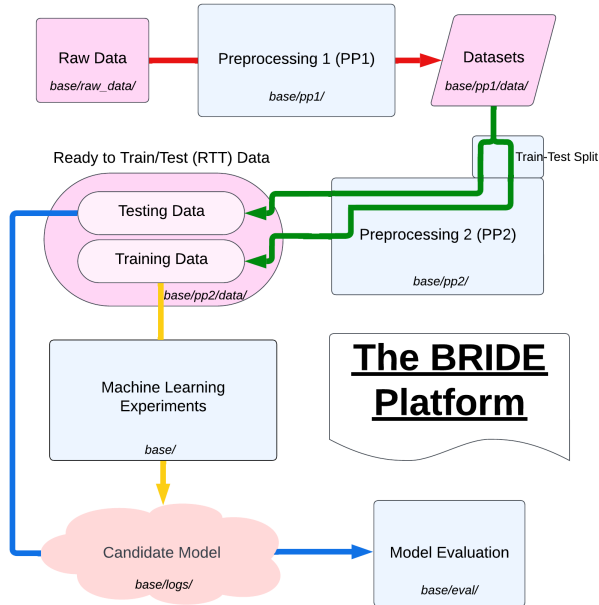 Raw Data
base/raw_data/
Preprocessing 1 (PP1)
base/pp1/
Datasets
base/pp1/data/
Train-Test Split
Ready to Train/Test (RTT) Data
Testing Data
Training Data
base/pp2/data/
Preprocessing 2 (PP2)
base/pp2/
The BRIDE
Platform
Machine Learning
Experiments
base/
Candidate Model
base/logs/
Model Evaluation
base/eval/